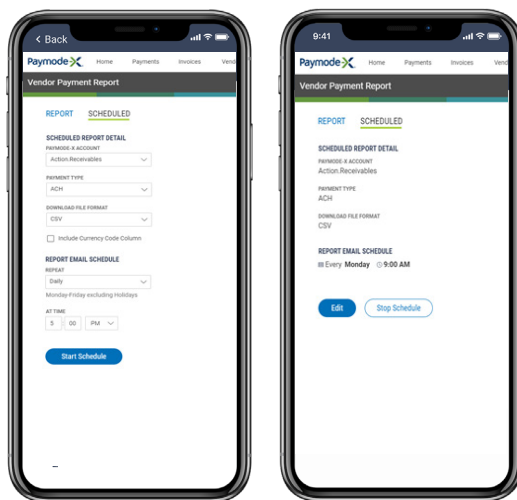 < Back
Paymode-X
Home Payments Invoices Vend
Vendor Payment Report
REPORT SCHEDULED
SCHEDULED REPORT DETAIL
PAYMODE-X ACCOUNT
Action.Receivables
PAYMENT TYPE
ACH
DOWNLOAD FILE FORMAT
CSV
Include Currency Code Column
REPORT EMAIL SCHEDULE
REPEAT
Daily
Monday-Friday excluding Holidays
AT TIME
5 00 PM
Start Schedule
9:41
Paymode-X
Home Payments Invoices Vend
Vendor Payment Report
REPORT SCHEDULED
SCHEDULED REPORT DETAIL
PAYMODE-X ACCOUNT
Action.Receivables
PAYMENT TYPE
ACH
DOWNLOAD FILE FORMAT
CSV
REPORT EMAIL SCHEDULE
Every Monday 9:00 AM
Edit Stop Schedule